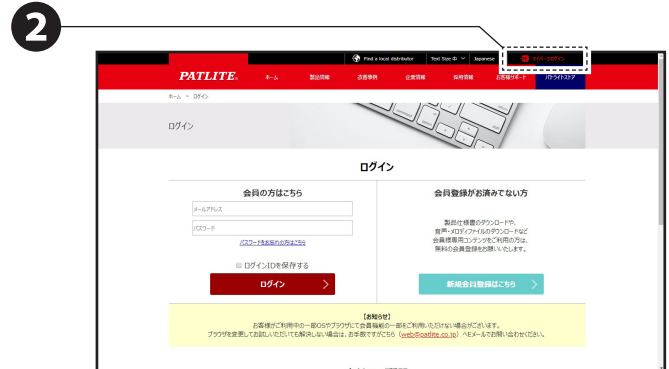 2
Find a local distributor Text Size 中 Japanese マイページログイン
PATLITE ホーム 製品情報 改善事例 企業情報 採用情報 お客様サポート パトライトストア
ホーム > ログイン
ログイン
ログイン
会員の方はこちら
メールアドレス
パスワード
パスワードをお忘れの方はこちら
ログインIDを保存する
ログイン
会員登録がお済みでない方
製品仕様書のダウンロードや、
音声・メロディファイルのダウンロードなど
会員様専用コンテンツをご利用の方は、
無料の会員登録をお願いいたします。
新規会員登録はこちら
【お知らせ】
お客様がご利用中の一部OSやブラウザにて会員機能の一部をご利用いただけない場合がございます。
ブラウザを変更してお試しいただいても解決しない場合は、お手数ですがこちら（web@patlite.co.jp）へEメールでお問い合わせください。